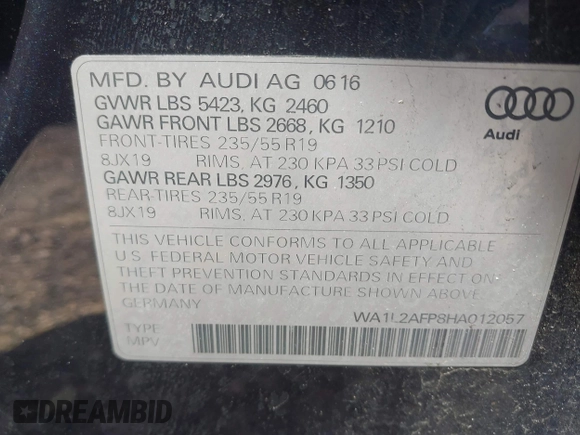 MFD. BY AUDI AG 06 16
GVWR LBS 5423, KG 2460
GAWR FRONT LBS 2668, KG 1210
FRONT-TIRES 235/55 R19
8JX19 RIMS, AT 230 KPA 33 PSI COLD
GAWR REAR LBS 2976, KG 1350
REAR-TIRES 235/55 R19
8JX19 RIMS, AT 230 KPA 33 PSI COLD
Audi
THIS VEHICLE CONFORMS TO ALL APPLICABLE
U.S. FEDERAL MOTOR VEHICLE SAFETY AND
THEFT PREVENTION STANDARDS IN EFFECT ON
THE DATE OF MANUFACTURE SHOWN ABOVE.
GERMANY
WA1L2AFP8HA012057
TYPE
MPV
DREAMBID